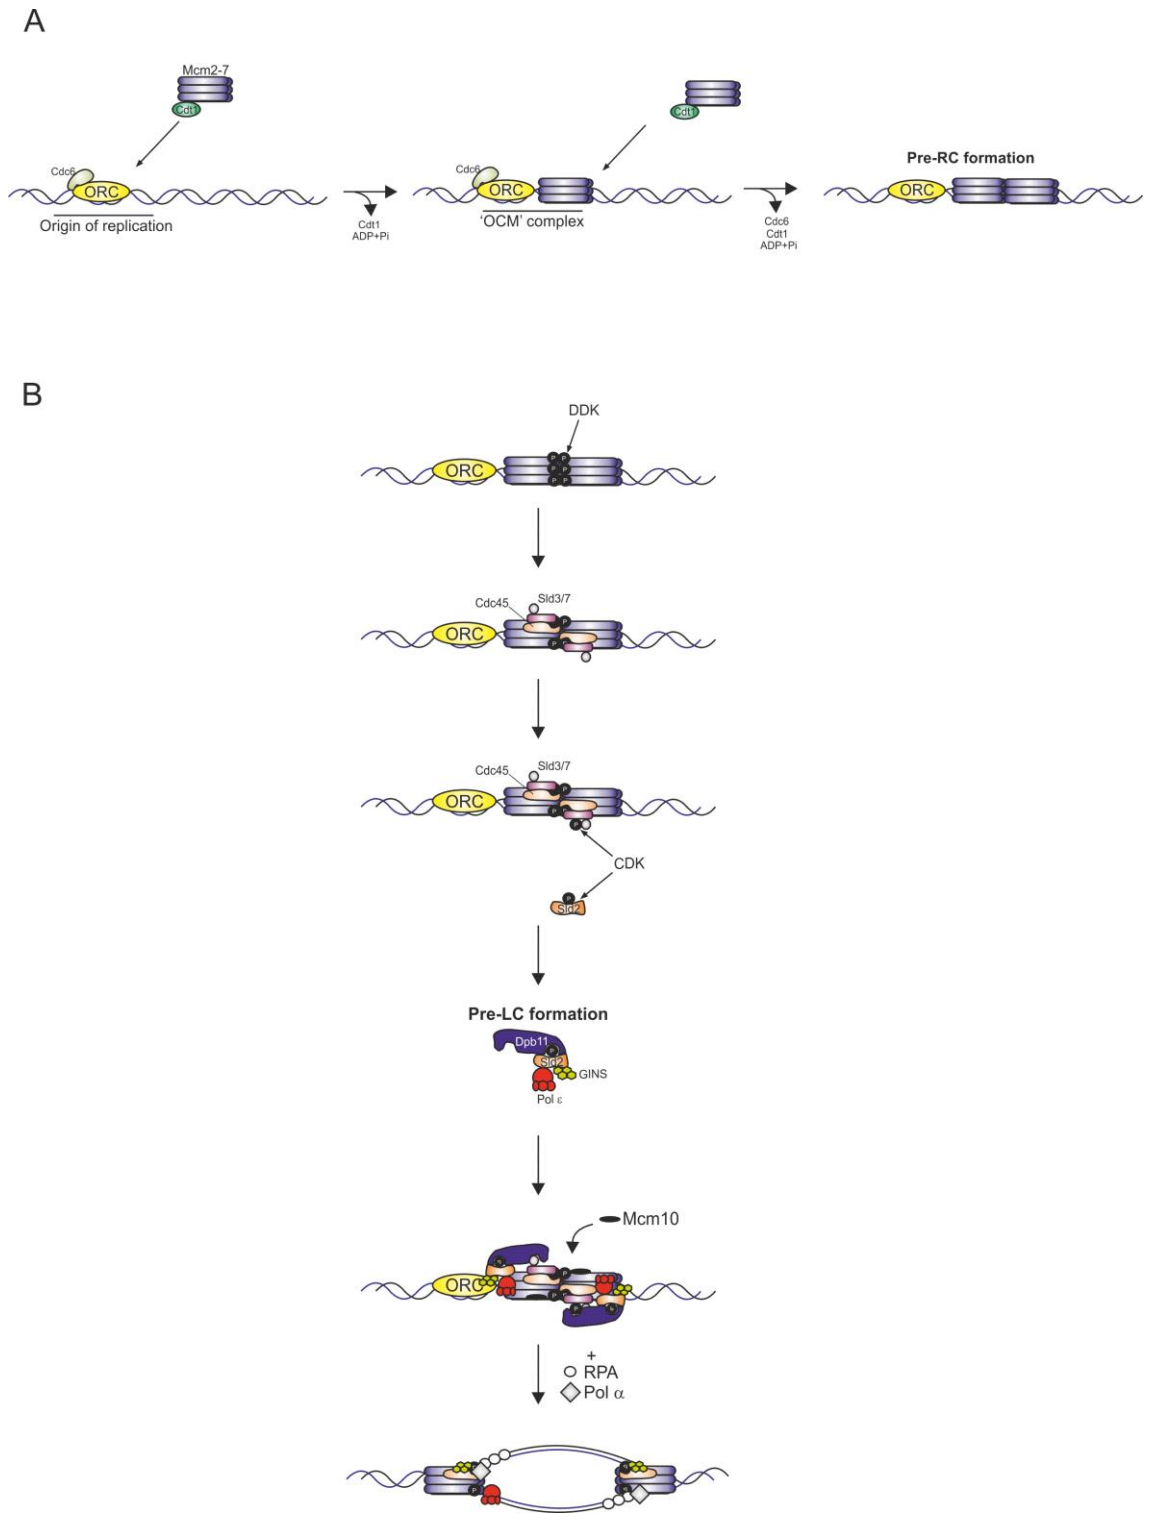 A
Mcm2-7
Cdt1
Cdc6
ORC
Origin of replication
Cdt1
ADP+Pi
Cdt1
Cdc6
ORC
'OCM' complex
Cdc6
Cdt1
ADP+Pi
Pre-RC formation
ORC
B
DDK
ORC
P P
P P
P P
Cdc45
Sld3/7
ORC
P
P P
Cdc45
Sld3/7
ORC
P
P P
P
CDK
P
Sld2
Pre-LC formation
Dpb11
P
Sld2
GINS
Pol ε
Mcm10
ORC
P
P P
P
+
RPA
Pol α
P
P
P
P